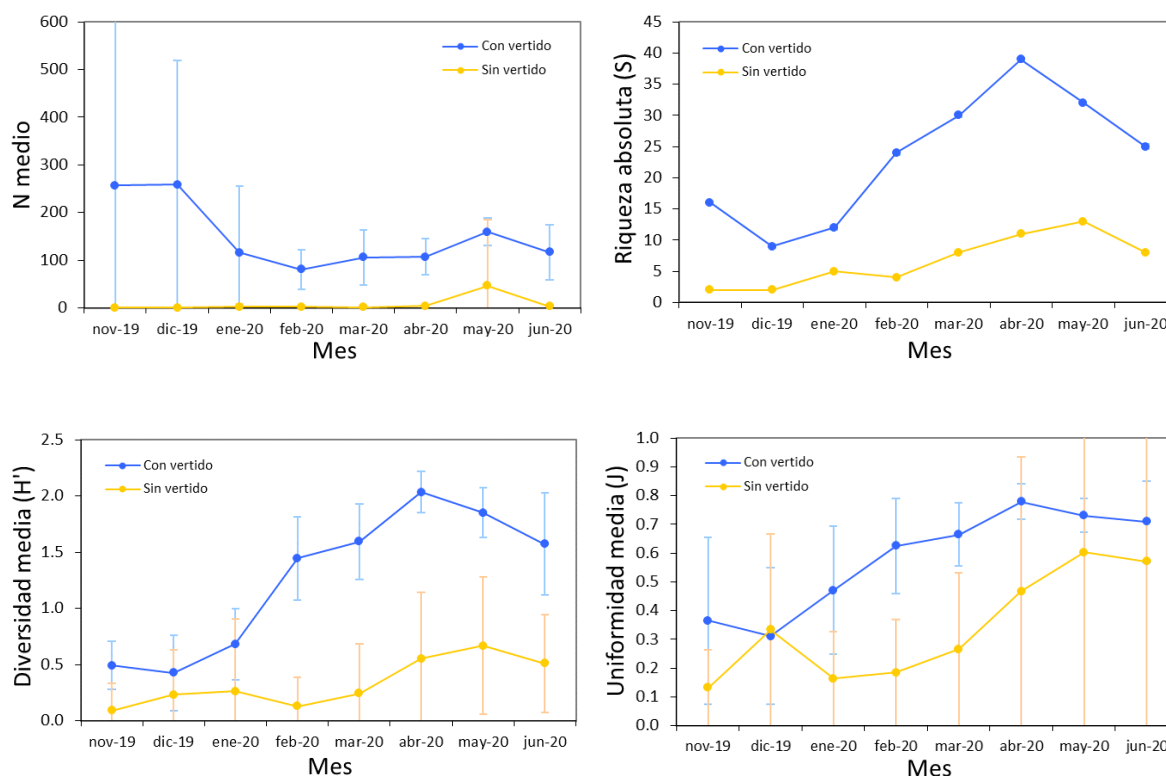 600
500
400
300
200
100
0
N medio
Con vertido
Sin vertido
nov-19 dic-19 ene-20 feb-20 mar-20 abr-20 may-20 jun-20
Mes
45
40
35
30
25
20
15
10
5
0
Riqueza absoluta (S)
Con vertido
Sin vertido
nov-19 dic-19 ene-20 feb-20 mar-20 abr-20 may-20 jun-20
Mes
2.5
2.0
1.5
1.0
0.5
0.0
Diversidad media (H')
Con vertido
Sin vertido
nov-19 dic-19 ene-20 feb-20 mar-20 abr-20 may-20 jun-20
Mes
1.0
0.9
0.8
0.7
0.6
0.5
0.4
0.3
0.2
0.1
0.0
Uniformidad media (J)
Con vertido
Sin vertido
nov-19 dic-19 ene-20 feb-20 mar-20 abr-20 may-20 jun-20
Mes